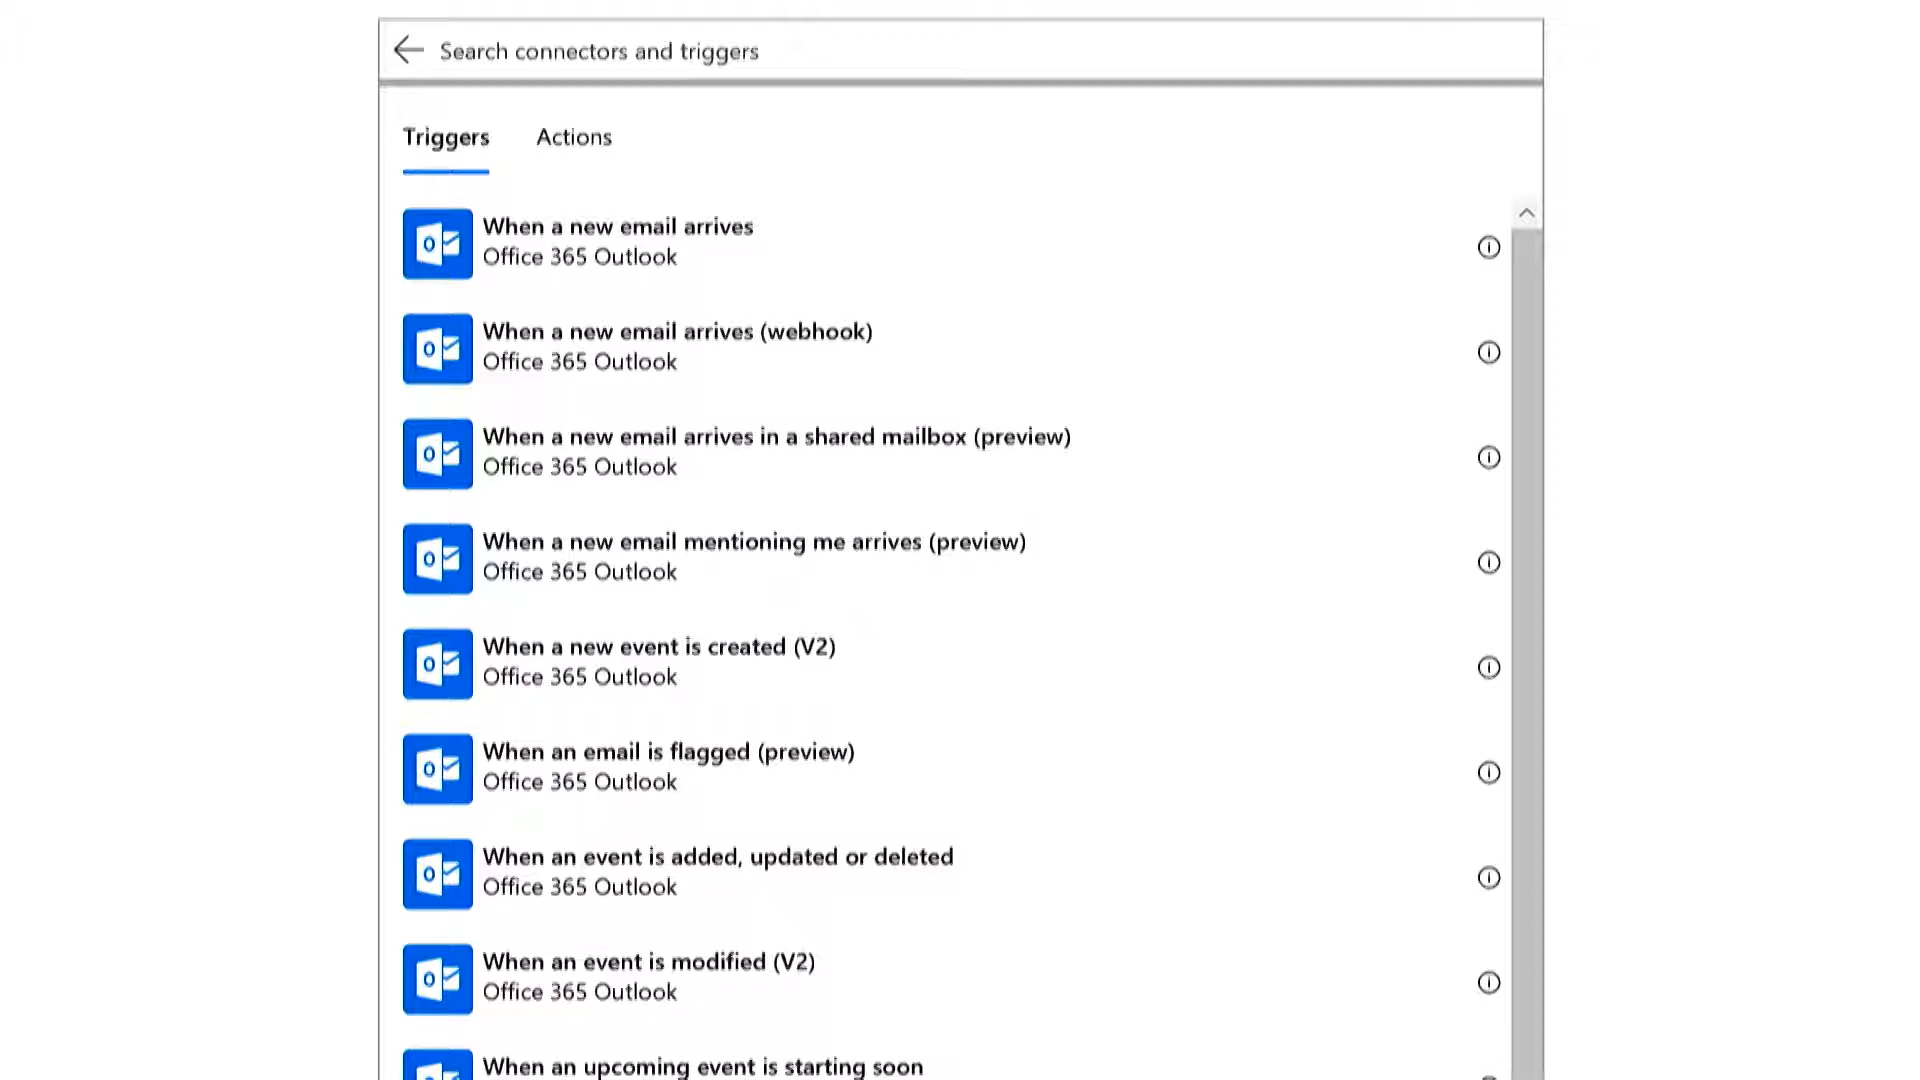 Search connectors and triggers
Triggers Actions
When a new email arrives
Office 365 Outlook
When a new email arrives (webhook)
Office 365 Outlook
When a new email arrives in a shared mailbox (preview)
Office 365 Outlook
When a new email mentioning me arrives (preview)
Office 365 Outlook
When a new event is created (V2)
Office 365 Outlook
When an email is flagged (preview)
Office 365 Outlook
When an event is added, updated or deleted
Office 365 Outlook
When an event is modified (V2)
Office 365 Outlook
When an upcoming event is starting soon